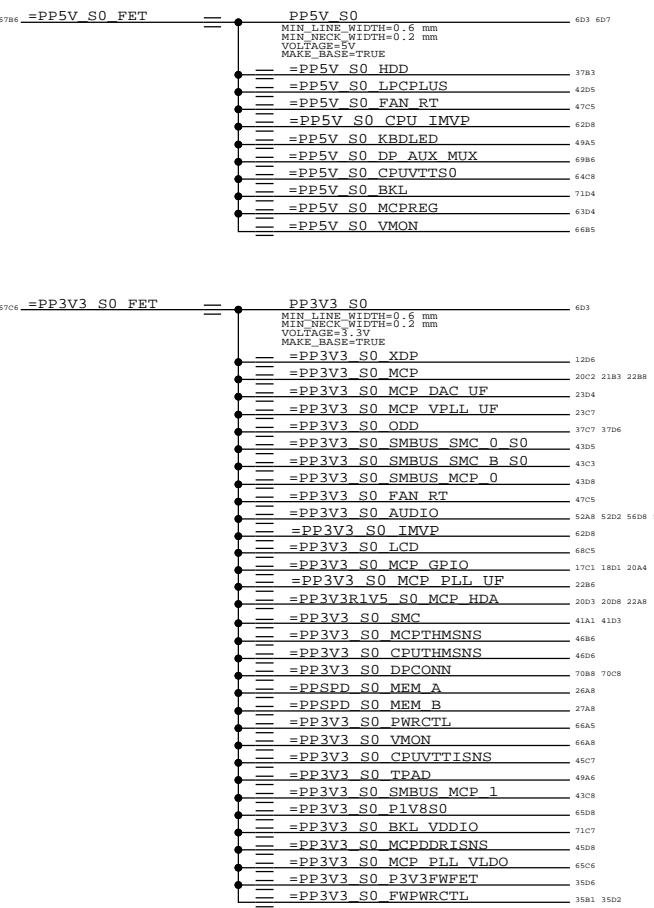 67B6 =PP5V_S0_FET PP5V_S0 6D3 6D7
MIN_LINE_WIDTH=0.6 mm
MIN_NECK_WIDTH=0.2 mm
VOLTAGE=5V
MAKE_BASE=TRUE
=PP5V_S0_HDD 37B3
=PP5V_S0_LPCPLUS 42D5
=PP5V_S0_FAN_RT 47C5
=PP5V_S0_CPU_IMVP 62D8
=PP5V_S0_KBDLED 49A5
=PP5V_S0_DP_AUX_MUX 69B6
=PP5V_S0_CPUVTTS0 64C8
=PP5V_S0_BKL 71D4
=PP5V_S0_MCPREG 63D4
=PP5V_S0_VMON 66B5
67C6 =PP3V3_S0_FET PP3V3_S0 6D3
MIN_LINE_WIDTH=0.6 mm
MIN_NECK_WIDTH=0.2 mm
VOLTAGE=3.3V
MAKE_BASE=TRUE
=PP3V3_S0_XDP 12D6
=PP3V3_S0_MCP 20C2 21B3 22B8
=PP3V3_S0_MCP_DAC_UF 23D4
=PP3V3_S0_MCP_VPLL_UF 23C7
=PP3V3_S0_ODD 37C7 37D6
=PP3V3_S0_SMBUS_SMC_0_S0 43D5
=PP3V3_S0_SMBUS_SMC_B_S0 43C3
=PP3V3_S0_SMBUS_MCP_0 43D8
=PP3V3_S0_FAN_RT 47C5
=PP3V3_S0_AUDIO 52A8 52D2 56D8
=PP3V3_S0_IMVP 62D8
=PP3V3_S0_LCD 68C5
=PP3V3_S0_MCP_GPIO 17C1 18D1 20A4
=PP3V3_S0_MCP_PLL_UF 22B6
=PP3V3R1V5_S0_MCP_HDA 20D3 20D8 22A8
=PP3V3_S0_SMC 41A1 41D3
=PP3V3_S0_MCPTHMSNS 46B6
=PP3V3_S0_CPUTHMSNS 46D6
=PP3V3_S0_DPCONN 70B8 70C8
=PPSPD_S0_MEM_A 26A8
=PPSPD_S0_MEM_B 27A8
=PP3V3_S0_PWRCTL 66A5
=PP3V3_S0_VMON 66A8
=PP3V3_S0_CPUVTTISNS 45C7
=PP3V3_S0_TPAD 49A6
=PP3V3_S0_SMBUS_MCP_1 43C8
=PP3V3_S0_P1V8S0 65D8
=PP3V3_S0_BKL_VDDIO 71C7
=PP3V3_S0_MCPDDRISNS 45D8
=PP3V3_S0_MCP_PLL_VLDO 65C6
=PP3V3_S0_P3V3FWFET 35D6
=PP3V3_S0_FWPWRCTL 35B1 35D2